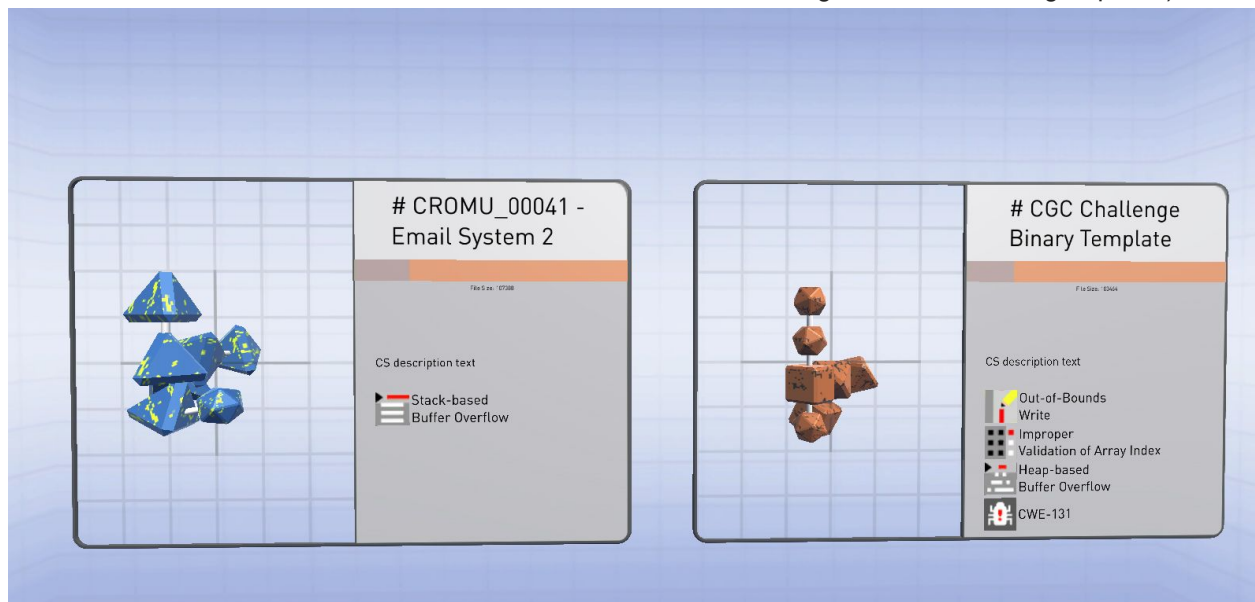 # CROMU_00041 -
Email System 2
CS description text
Stack-based
Buffer Overflow
# CGC Challenge
Binary Template
CS description text
Out-of-Bounds
Write
Improper
Validation of Array Index
Heap-based
Buffer Overflow
CWE-131